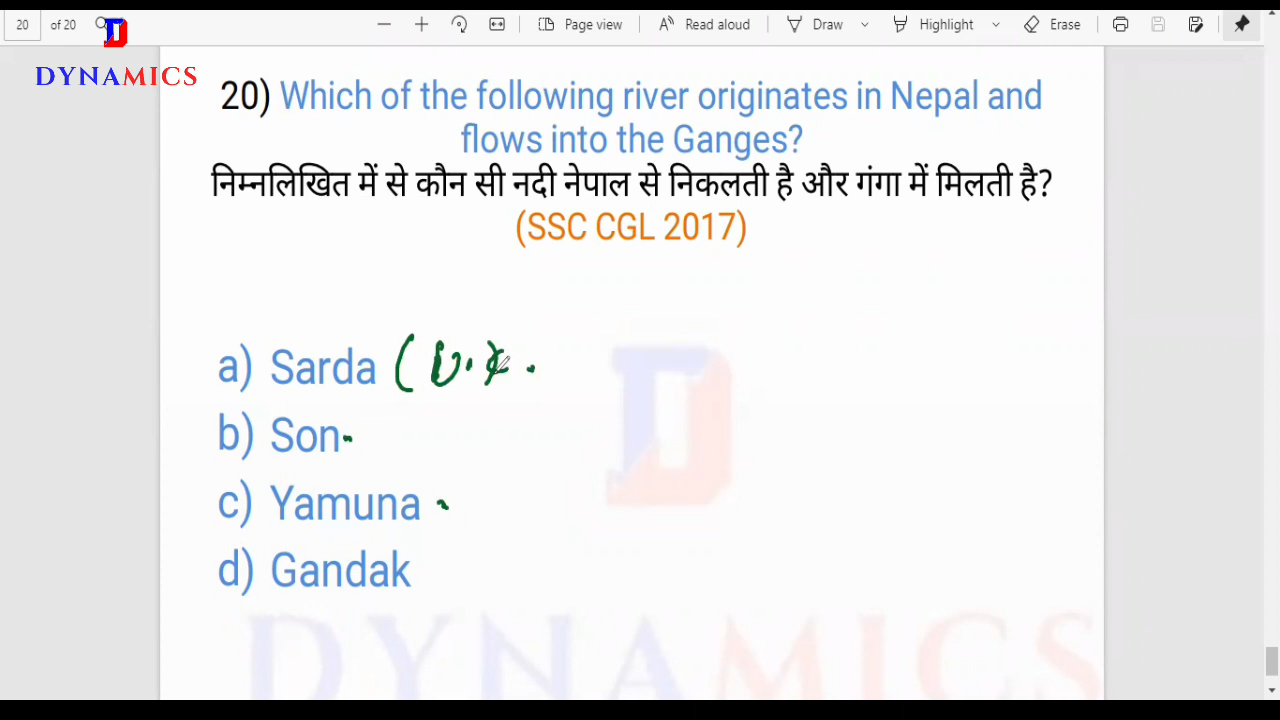 20 of 20 Page view Read aloud Draw Highlight Erase
DYNAMICS
20) Which of the following river originates in Nepal and
flows into the Ganges?
निम्नलिखित में से कौन सी नदी नेपाल से निकलती है और गंगा में मिलती है?
(SSC CGL 2017)
a) Sarda
b) Son
c) Yamuna
d) Gandak
DYNAMICS